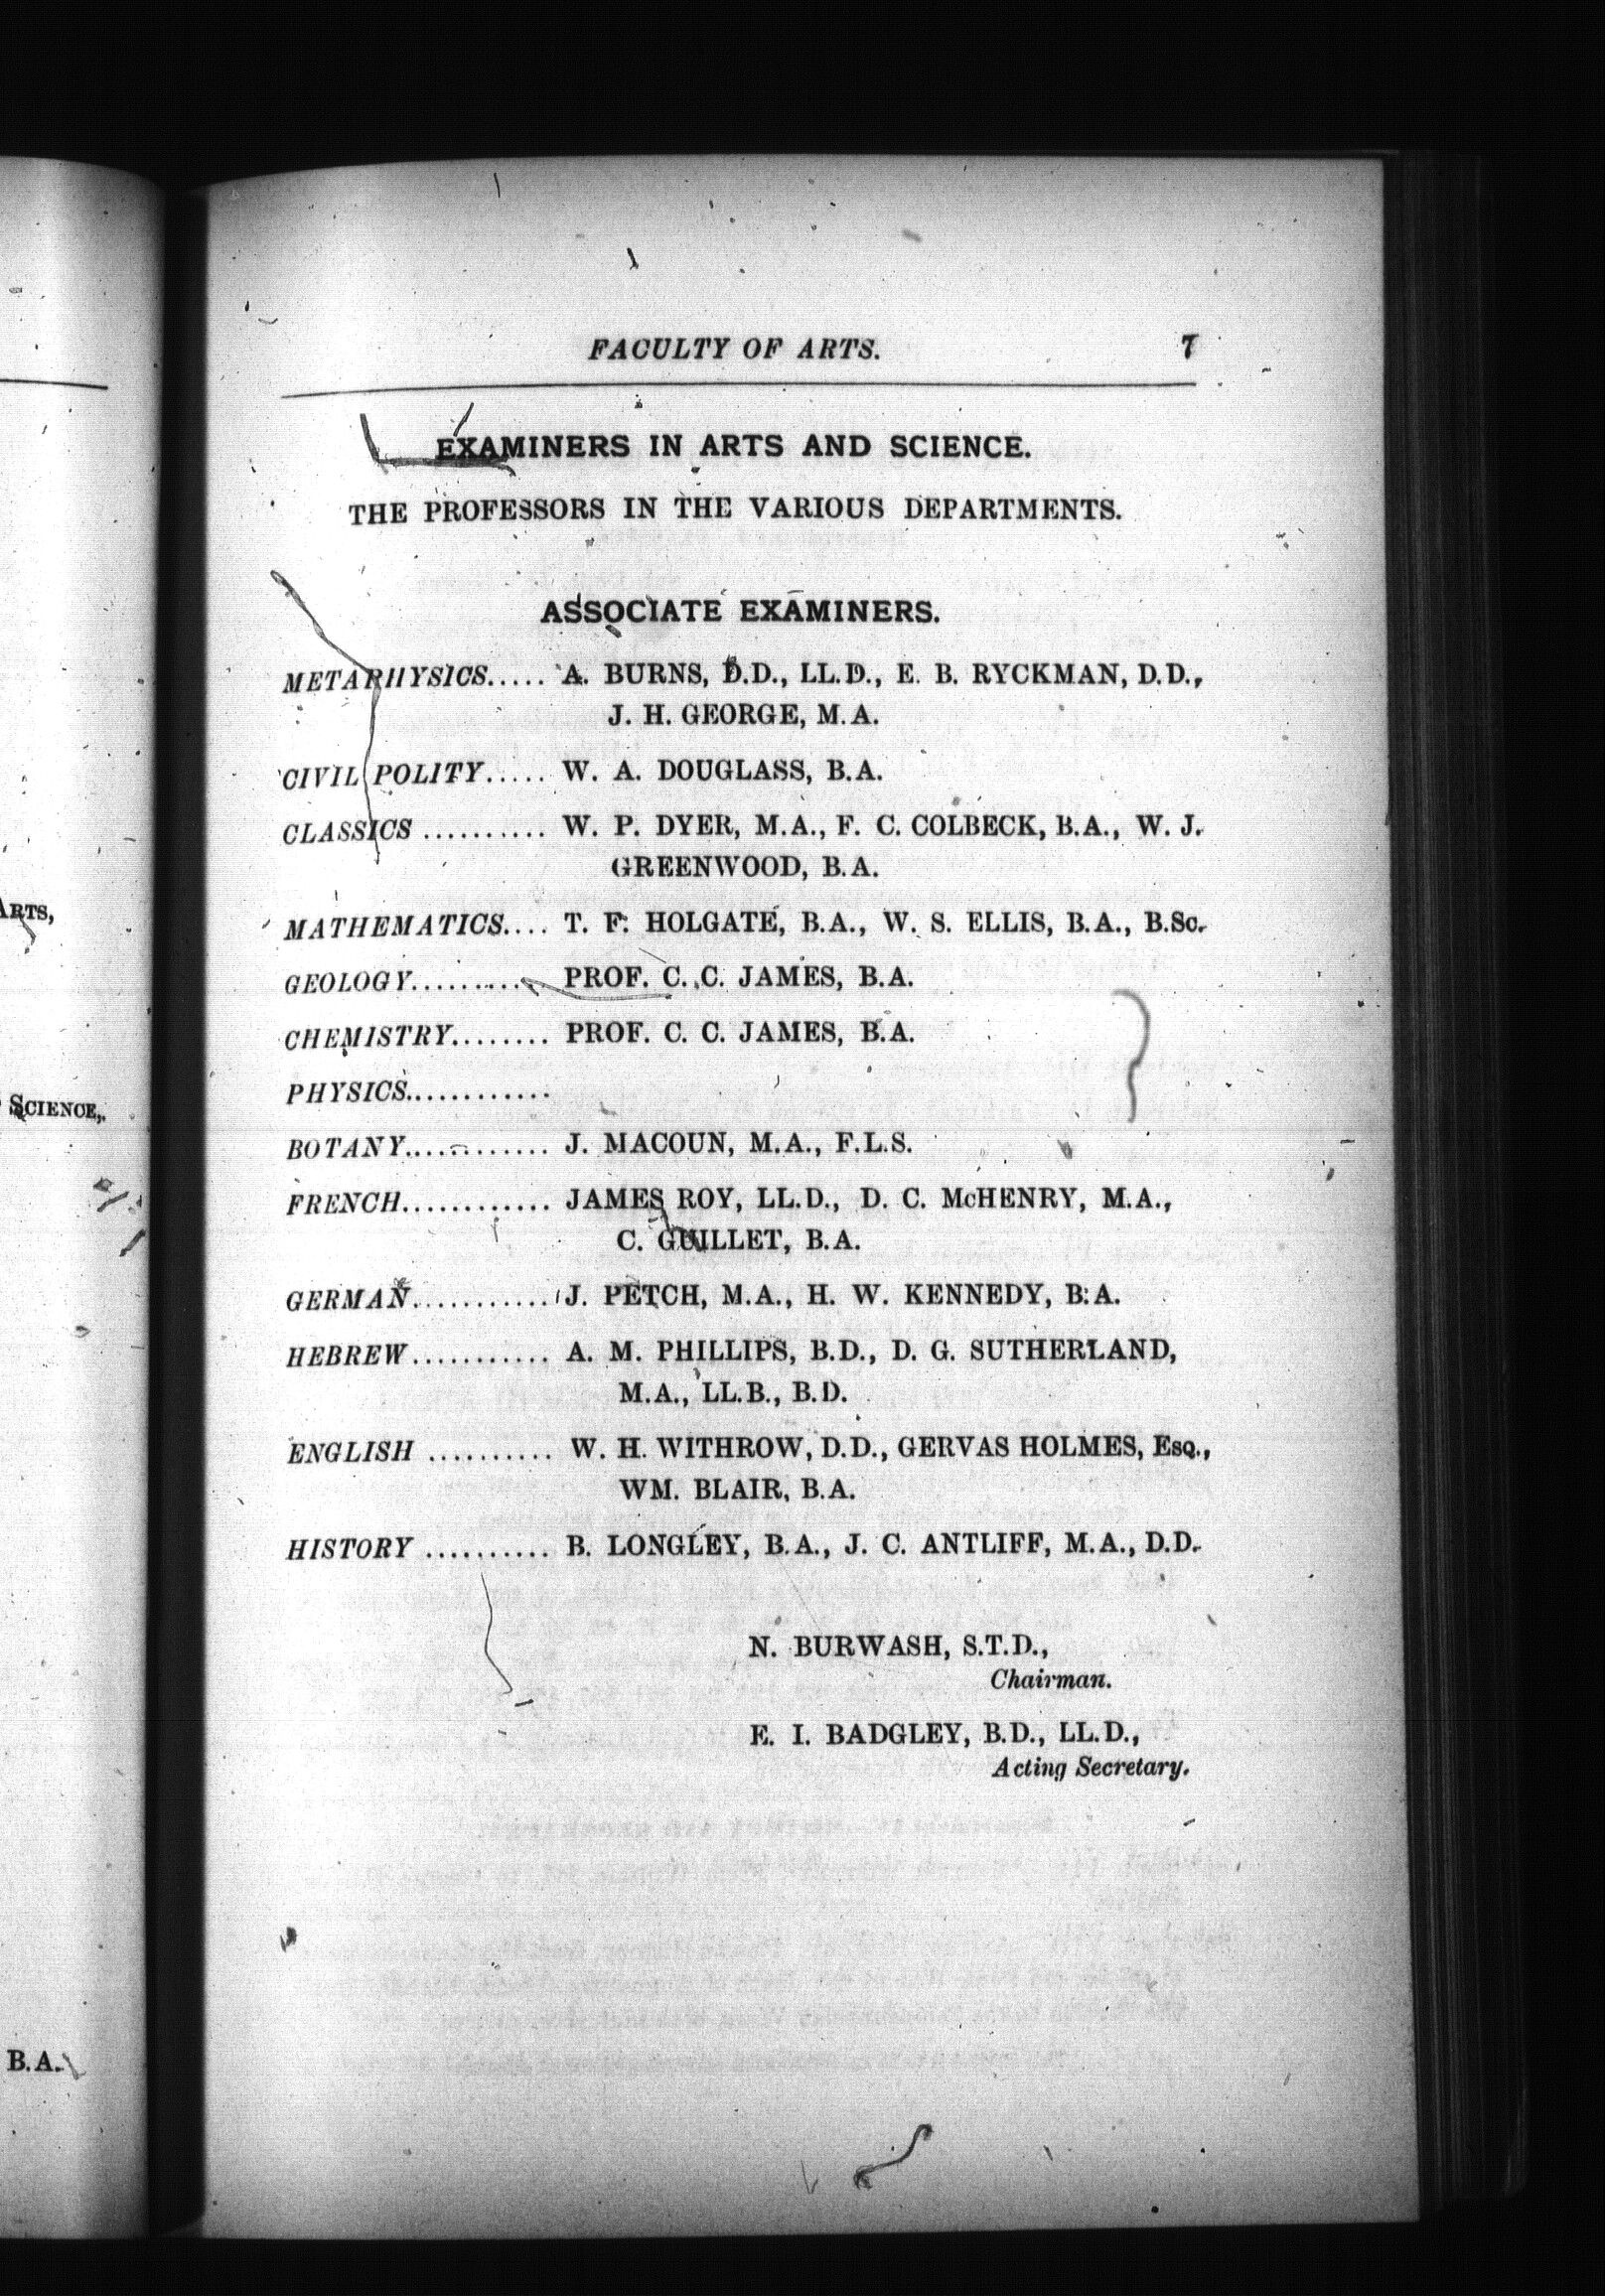 ARTS,
SCIENCE,
B.A.
FACULTY OF ARTS. 7
EXAMINERS IN ARTS AND SCIENCE.
THE PROFESSORS IN THE VARIOUS DEPARTMENTS.
ASSOCIATE EXAMINERS.
METAPHYSICS..... A. BURNS, D.D., LL.D., E. B. RYCKMAN, D.D.,
J. H. GEORGE, M.A.
CIVIL POLITY..... W. A. DOUGLASS, B.A.
CLASSICS .......... W. P. DYER, M.A., F. C. COLBECK, B.A., W. J.
GREENWOOD, B.A.
MATHEMATICS.... T. F. HOLGATE, B.A., W. S. ELLIS, B.A., B.Sc.
GEOLOGY.......... PROF. C. C. JAMES, B.A.
CHEMISTRY........ PROF. C. C. JAMES, B.A.
PHYSICS............
BOTANY............ J. MACOUN, M.A., F.L.S.
FRENCH............ JAMES ROY, LL.D., D. C. McHENRY, M.A.,
C. GUILLET, B.A.
GERMAN........... J. PETCH, M.A., H. W. KENNEDY, B.A.
HEBREW........... A. M. PHILLIPS, B.D., D. G. SUTHERLAND,
M.A., LL.B., B.D.
ENGLISH .......... W. H. WITHROW, D.D., GERVAS HOLMES, Esq.,
WM. BLAIR, B.A.
HISTORY .......... B. LONGLEY, B.A., J. C. ANTLIFF, M.A., D.D.
N. BURWASH, S.T.D.,
Chairman.
E. I. BADGLEY, B.D., LL.D.,
Acting Secretary.